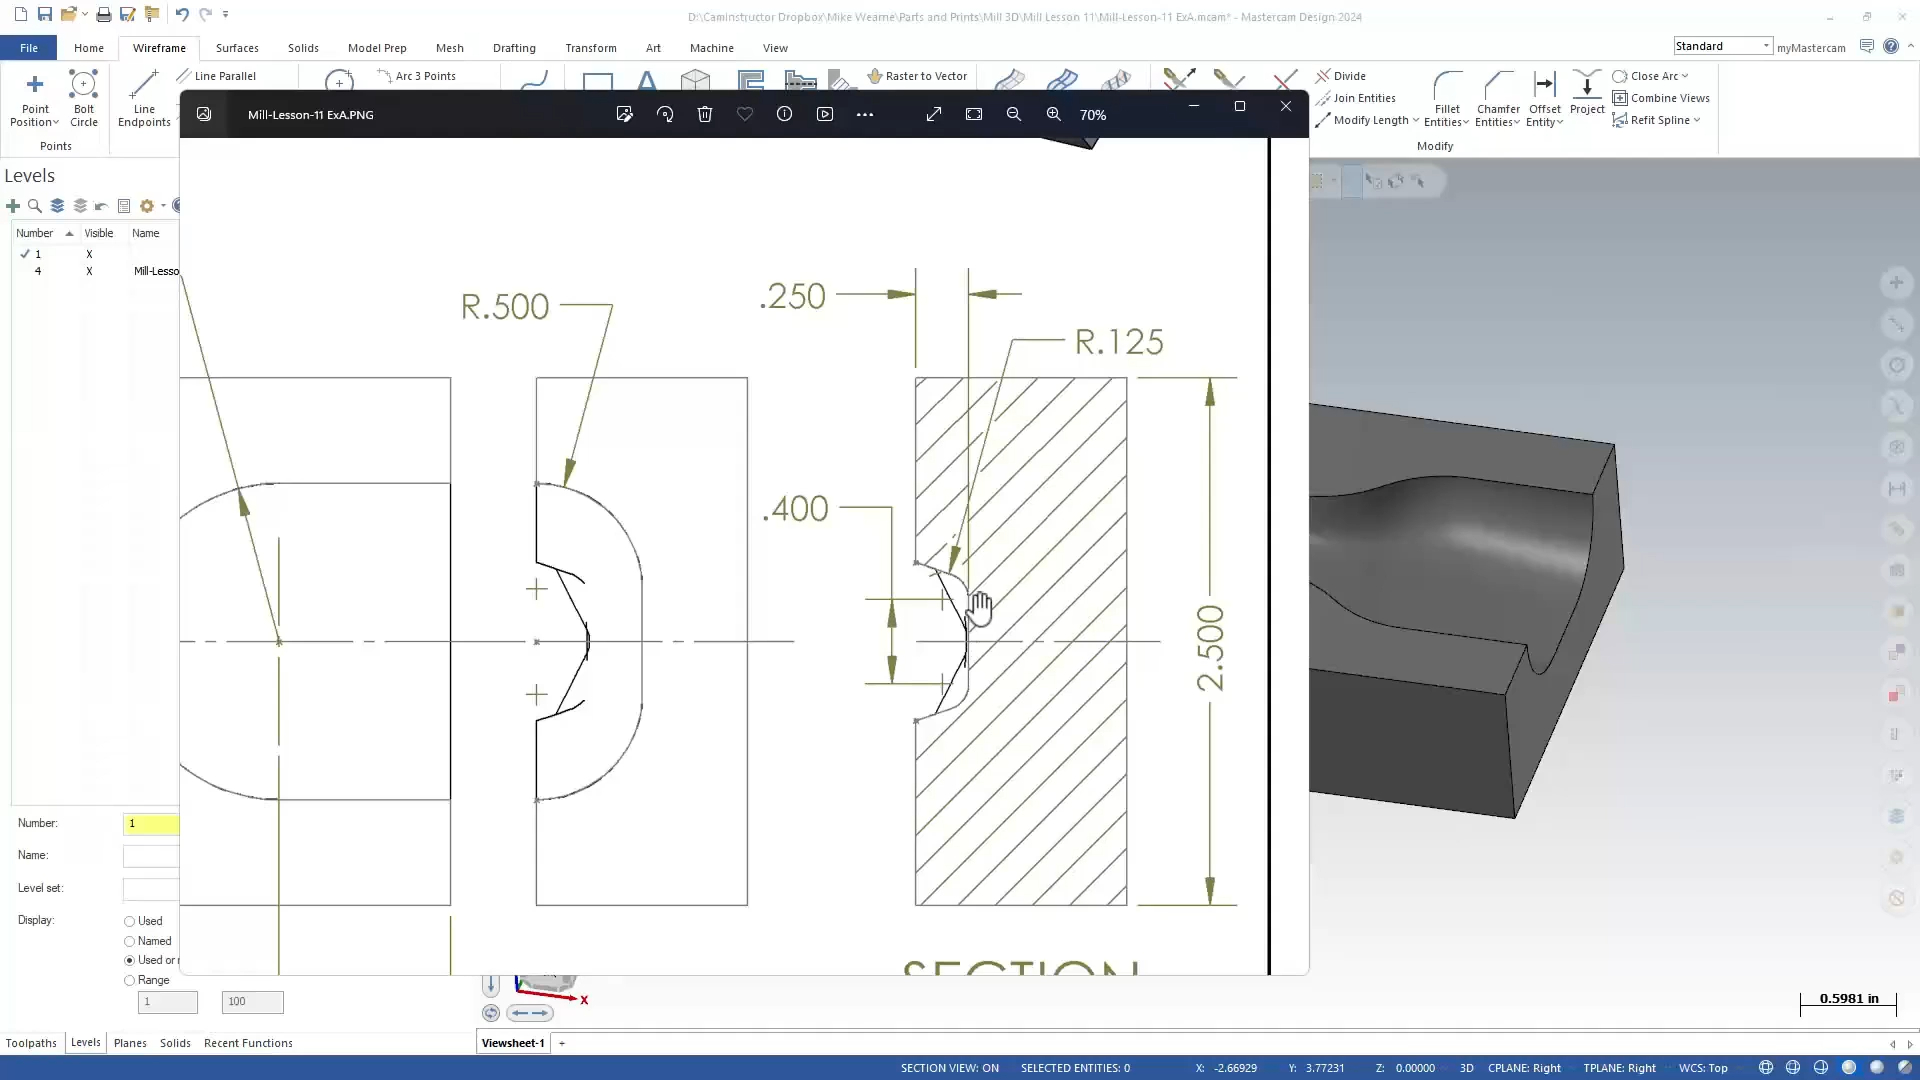 D:\CamInstructor Dropbox\Mike Wearne\Parts and Prints\Mill 3D\Mill Lesson 11\Mill-Lesson-11 ExA.mcam* - Mastercam Design 2024
File Home Wireframe Surfaces Solids Model Prep Mesh Drafting Transform Art Machine View
Standard myMastercam
Line Parallel Arc 3 Points Raster to Vector Divide Close Arc
Join Entities Combine Views
Modify Length Refit Spline
Point Position Bolt Circle Line Endpoints Fillet Entities Chamfer Entities Offset Entity Project
Points Modify
Mill-Lesson-11 ExA.PNG 70%
Levels
Number Visible Name
1 X
4 X Mill-Lesso
R.500
.250
R.125
.400
2.500
SECTION
Number: 1
Name:
Level set:
Display: Used
Named
Used or
Range
1 100
X
0.5981 in
Toolpaths Levels Planes Solids Recent Functions
Viewsheet-1 +
SECTION VIEW: ON SELECTED ENTITIES: 0 X: -2.66929 Y: 3.77231 Z: 0.00000 3D CPLANE: Right TPLANE: Right WCS: Top